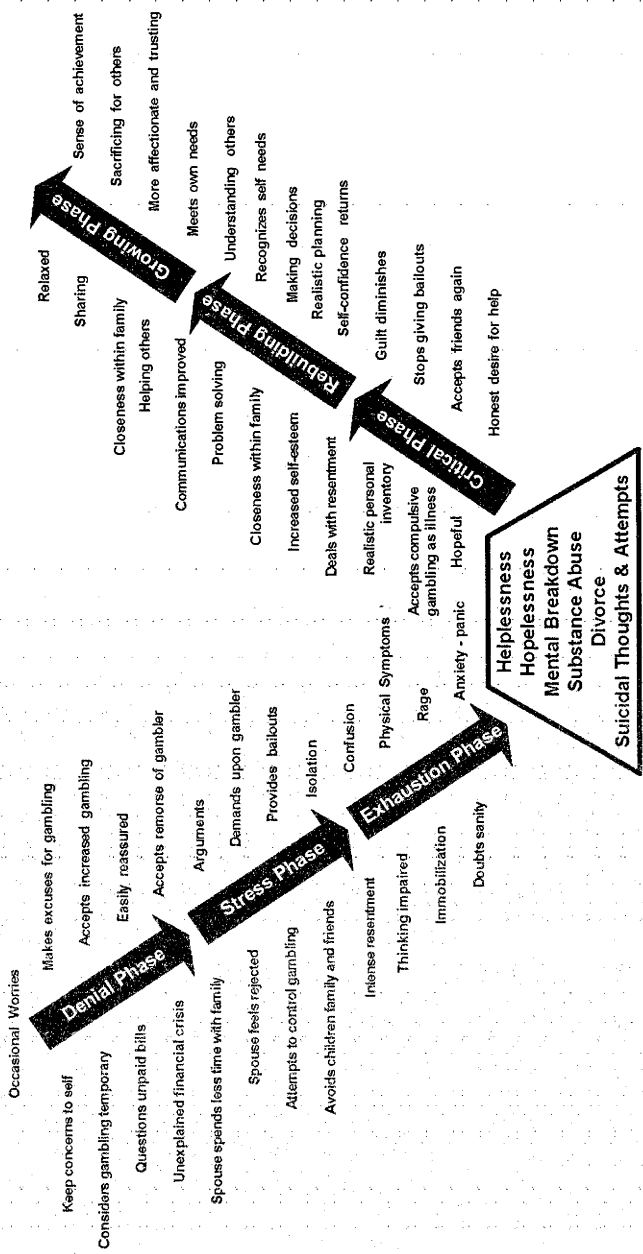 Occasional Worries
Makes excuses for gambling
Accepts increased gambling
Easily reassured
Accepts remorse of gambler
Arguments
Demands upon gambler
Provides bailouts
Isolation
Confusion
Physical Symptoms
Rage
Anxiety - panic
Denial Phase
Stress Phase
Exhaustion Phase
Keep concerns to self
Considers gambling temporary
Questions unpaid bills
Unexplained financial crisis
Spouse spends less time with family
Spouse feels rejected
Attempts to control gambling
Avoids children family and friends
Intense resentment
Thinking impaired
Immobilization
Doubts sanity
Helplessness
Hopelessness
Mental Breakdown
Substance Abuse
Divorce
Suicidal Thoughts & Attempts
Relaxed
Sharing
Closeness within family
Helping others
Communications improved
Problem solving
Closeness within family
Increased self-esteem
Deals with resentment
Realistic personal
inventory
Accepts compulsive
gambling as illness
Hopeful
Growing Phase
Rebuilding Phase
Critical Phase
Sense of achievement
Sacrificing for others
More affectionate and trusting
Meets own needs
Understanding others
Recognizes self needs
Making decisions
Realistic planning
Self-confidence returns
Guilt diminishes
Stops giving bailouts
Accepts friends again
Honest desire for help